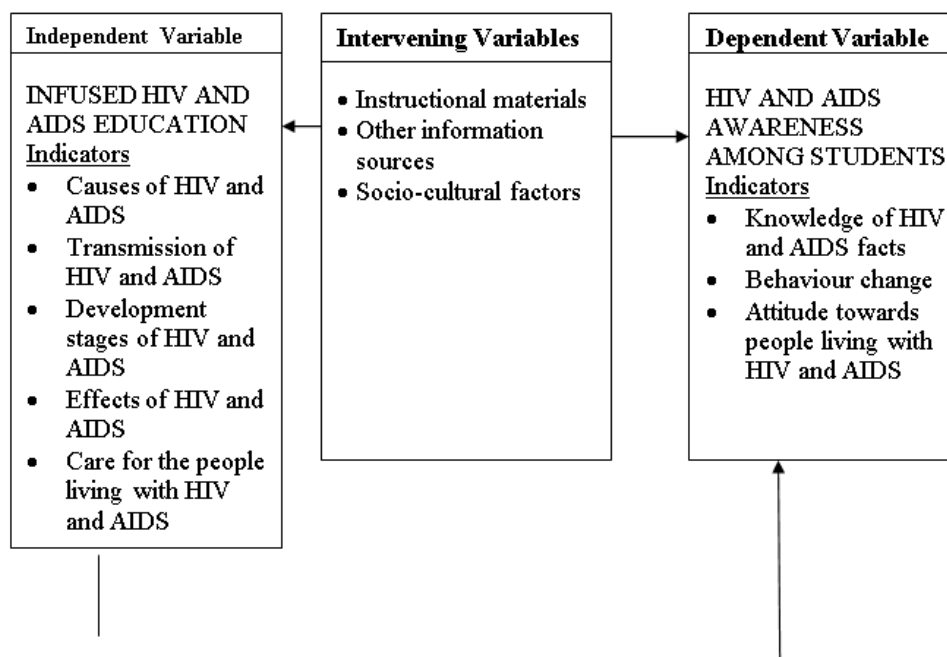 Independent Variable
INFUSED HIV AND
AIDS EDUCATION
Indicators
• Causes of HIV and
AIDS
• Transmission of
HIV and AIDS
• Development
stages of HIV and
AIDS
• Effects of HIV and
AIDS
• Care for the people
living with HIV
and AIDS
Intervening Variables
• Instructional materials
• Other information
sources
• Socio-cultural factors
Dependent Variable
HIV AND AIDS
AWARENESS
AMONG STUDENTS
Indicators
• Knowledge of HIV
and AIDS facts
• Behaviour change
• Attitude towards
people living with
HIV and AIDS